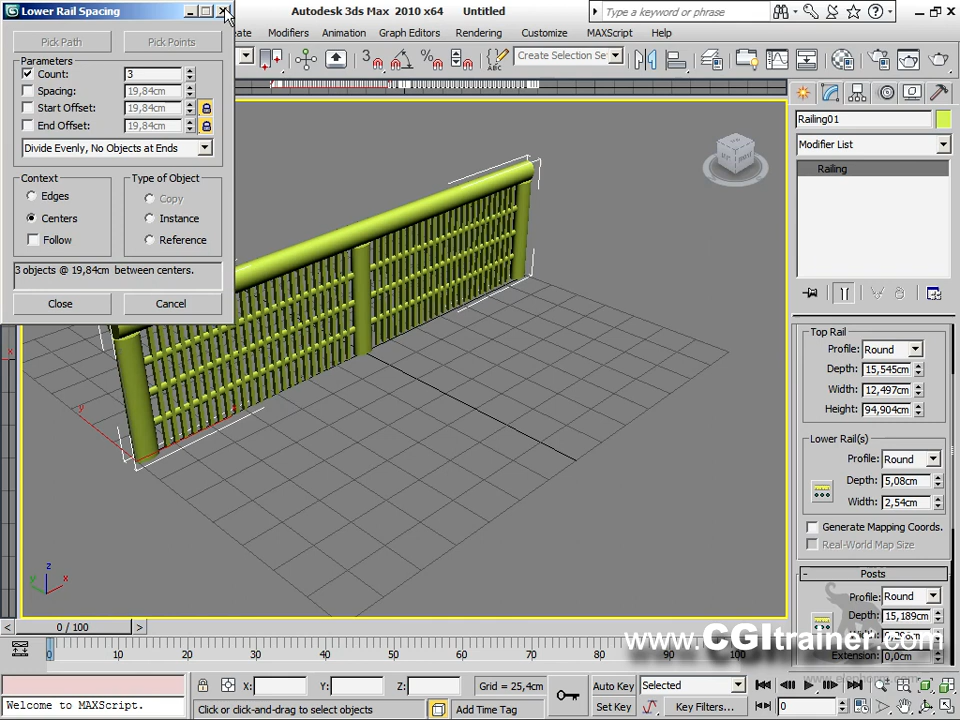 Lower Rail Spacing
Autodesk 3ds Max 2010 x64 Untitled
Type a keyword or phrase
ate Modifiers Animation Graph Editors Rendering Customize MAXScript Help
Pick Path Pick Points
3 % ABC Create Selection Se
Parameters
Count: 3
Spacing: 19,84cm
Start Offset: 19,84cm
End Offset: 19,84cm
Divide Evenly, No Objects at Ends
Context Type of Object
Edges Copy
Centers Instance
Follow Reference
3 objects @ 19,84cm between centers.
Close Cancel
Railing01
Modifier List
Railing
Top Rail
Profile: Round
Depth: 15,545cm
Width: 12,497cm
Height: 94,904cm
Lower Rail(s)
Profile: Round
Depth: 5,08cm
Width: 2,54cm
Generate Mapping Coords.
Real-World Map Size
- Posts
Profile: Round
Depth: 15,189cm
Extension: 0,0cm
x
y
z
y x
www.CGItrainer.com
< 0 / 100 >
0 10 20 30 40 50 60 70 80 90 100
X: Y: Z: Grid = 25,4cm Auto Key Selected
Welcome to MAXScript. Click or click-and-drag to select objects Add Time Tag Set Key Key Filters... 0